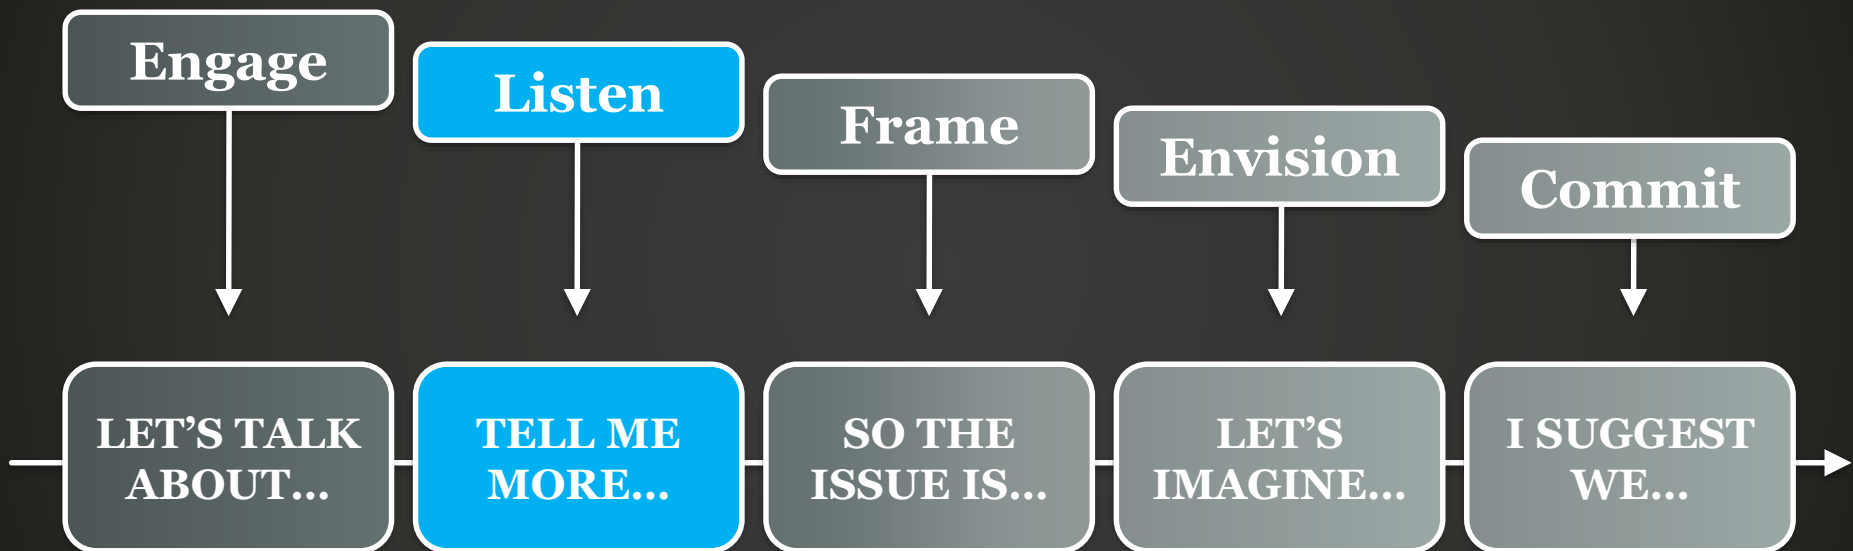 Engage
Listen
Frame
Envision
Commit
LET’S TALK
ABOUT...
TELL ME
MORE...
SO THE
ISSUE IS...
LET’S
IMAGINE...
I SUGGEST
WE...